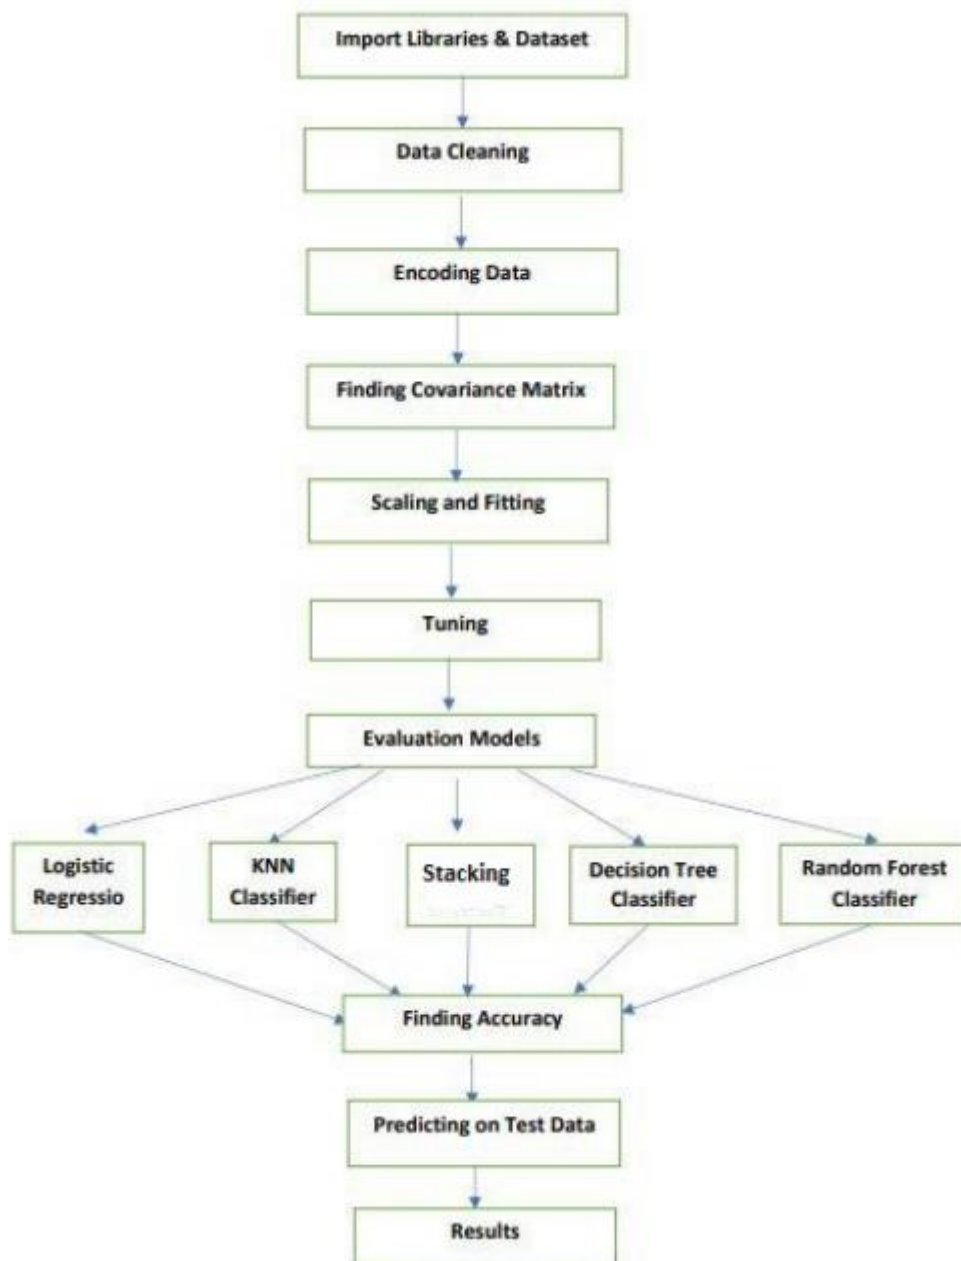 Import Libraries & Dataset
Data Cleaning
Encoding Data
Finding Covariance Matrix
Scaling and Fitting
Tuning
Evaluation Models
Logistic
Regressio
KNN
Classifier
Stacking
Decision Tree
Classifier
Random Forest
Classifier
Finding Accuracy
Predicting on Test Data
Results